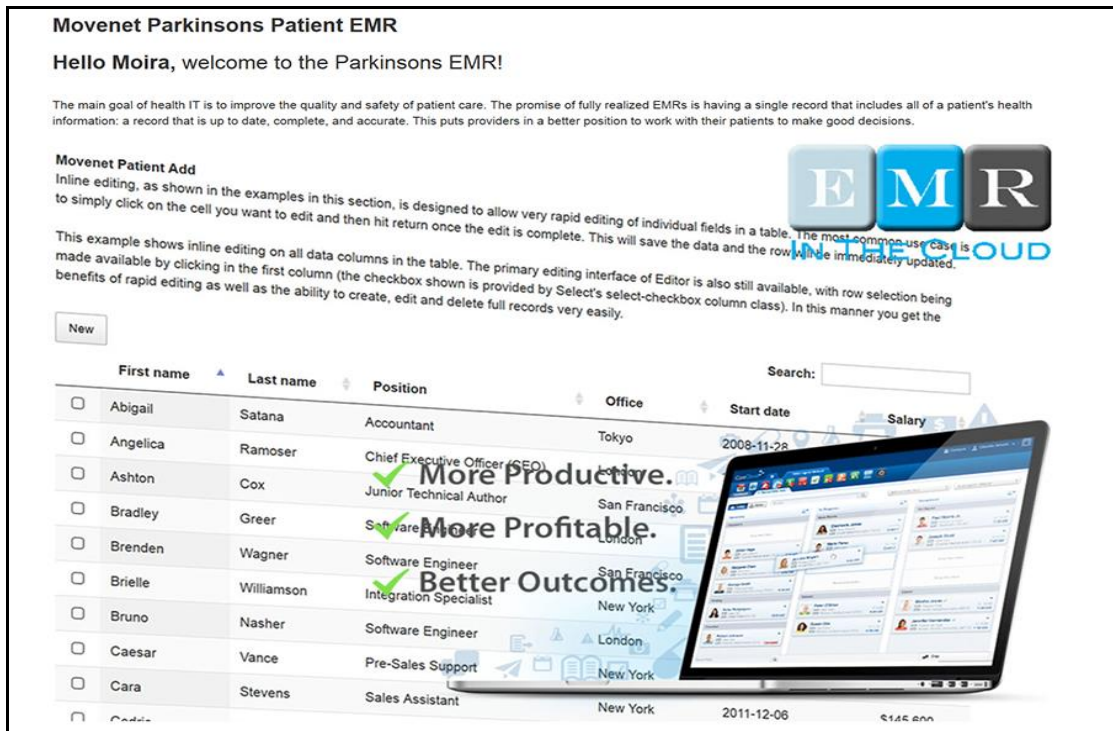 Movenet Parkinsons Patient EMR
Hello Moira, welcome to the Parkinsons EMR!
The main goal of health IT is to improve the quality and safety of patient care. The promise of fully realized EMRs is having a single record that includes all of a patient's health
information: a record that is up to date, complete, and accurate. This puts providers in a better position to work with their patients to make good decisions.
EMR
IN THE CLOUD
Movenet Patient Add
Inline editing, as shown in the examples in this section, is designed to allow very rapid editing of individual fields in a table. The most common use case is
to simply click on the cell you want to edit and then hit return once the edit is complete. This will save the data and the row will be immediately updated.
This example shows inline editing on all data columns in the table. The primary editing interface of Editor is also still available, with row selection being
made available by clicking in the first column (the checkbox shown is provided by Select's select-checkbox column class). In this manner you get the
benefits of rapid editing as well as the ability to create, edit and delete full records very easily.
New
Search:
First name Last name Position Office Start date Salary
Abigail Satana Accountant Tokyo 2008-11-28
Angelica Ramoser Chief Executive Officer (CEO) London
Ashton Cox Junior Technical Author San Francisco
Bradley Greer Software Engineer London
Brenden Wagner Software Engineer San Francisco
Brielle Williamson Integration Specialist New York
Bruno Nasher Software Engineer London
Caesar Vance Pre-Sales Support New York
Cara Stevens Sales Assistant New York 2011-12-06 $145,600
More Productive.
More Profitable.
Better Outcomes.